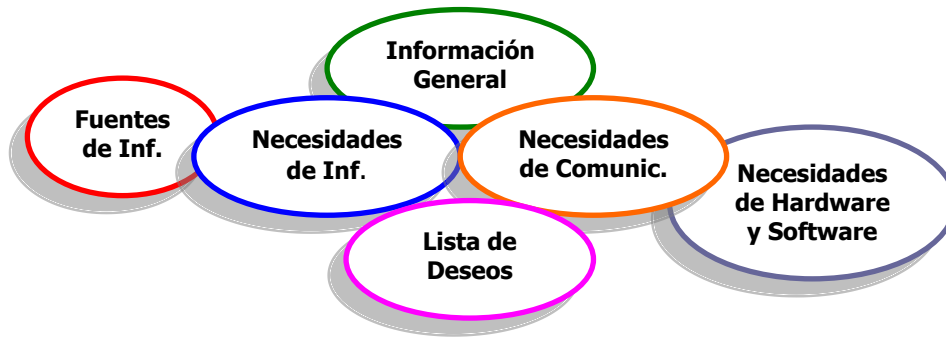 Información
General
Fuentes
de Inf.
Necesidades
de Inf.
Necesidades
de Comunic.
Necesidades
de Hardware
y Software
Lista de
Deseos